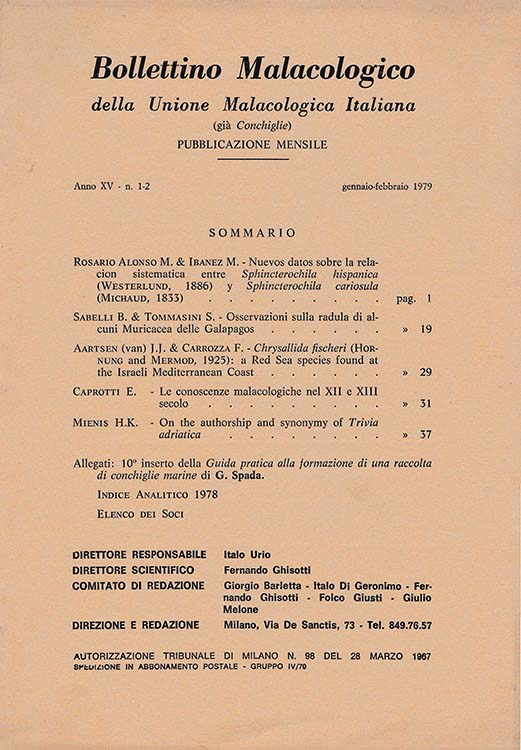 Bollettino Malacologico
della Unione Malacologica Italiana
(già Conchiglie)
PUBBLICAZIONE MENSILE
Anno XV - n. 1-2 gennaio-febbraio 1979
SOMMARIO
ROSARIO ALONSO M. & IBANEZ M. - Nuevos datos sobre la rela-
cion sistematica entre Sphincterochila hispanica
(WESTERLUND, 1886) y Sphincterochila cariosula
(MICHAUD, 1833) . . . . . . . . . pag. 1
SABELLI B. & TOMMASINI S. - Osservazioni sulla radula di al-
cuni Muricacea delle Galapagos . . . . . . » 19
AARTSEN (van) J.J. & CARROZZA F. - Chrysallida fischeri (HOR-
NUNG and MERMOD, 1925): a Red Sea species found at
the Israeli Mediterranean Coast . . . . . . » 29
CAPROTTI E. - Le conoscenze malacologiche nel XII e XIII
secolo . . . . . . . . . » 31
MIENIS H.K. - On the authorship and synonymy of Trivia
adriatica . . . . . . . . » 37
Allegati: 10° inserto della Guida pratica alla formazione di una raccolta
di conchiglie marine di G. Spada.
INDICE ANALITICO 1978
ELENCO DEI SOCI
DIRETTORE RESPONSABILE Italo Urio
DIRETTORE SCIENTIFICO Fernando Ghisotti
COMITATO DI REDAZIONE Giorgio Barletta - Italo Di Geronimo - Fer-
nando Ghisotti - Folco Giusti - Giulio
Melone
DIREZIONE E REDAZIONE Milano, Via De Sanctis, 73 - Tel. 849.76.57
AUTORIZZAZIONE TRIBUNALE DI MILANO N. 98 DEL 28 MARZO 1967
SPEDIZIONE IN ABBONAMENTO POSTALE - GRUPPO IV/70